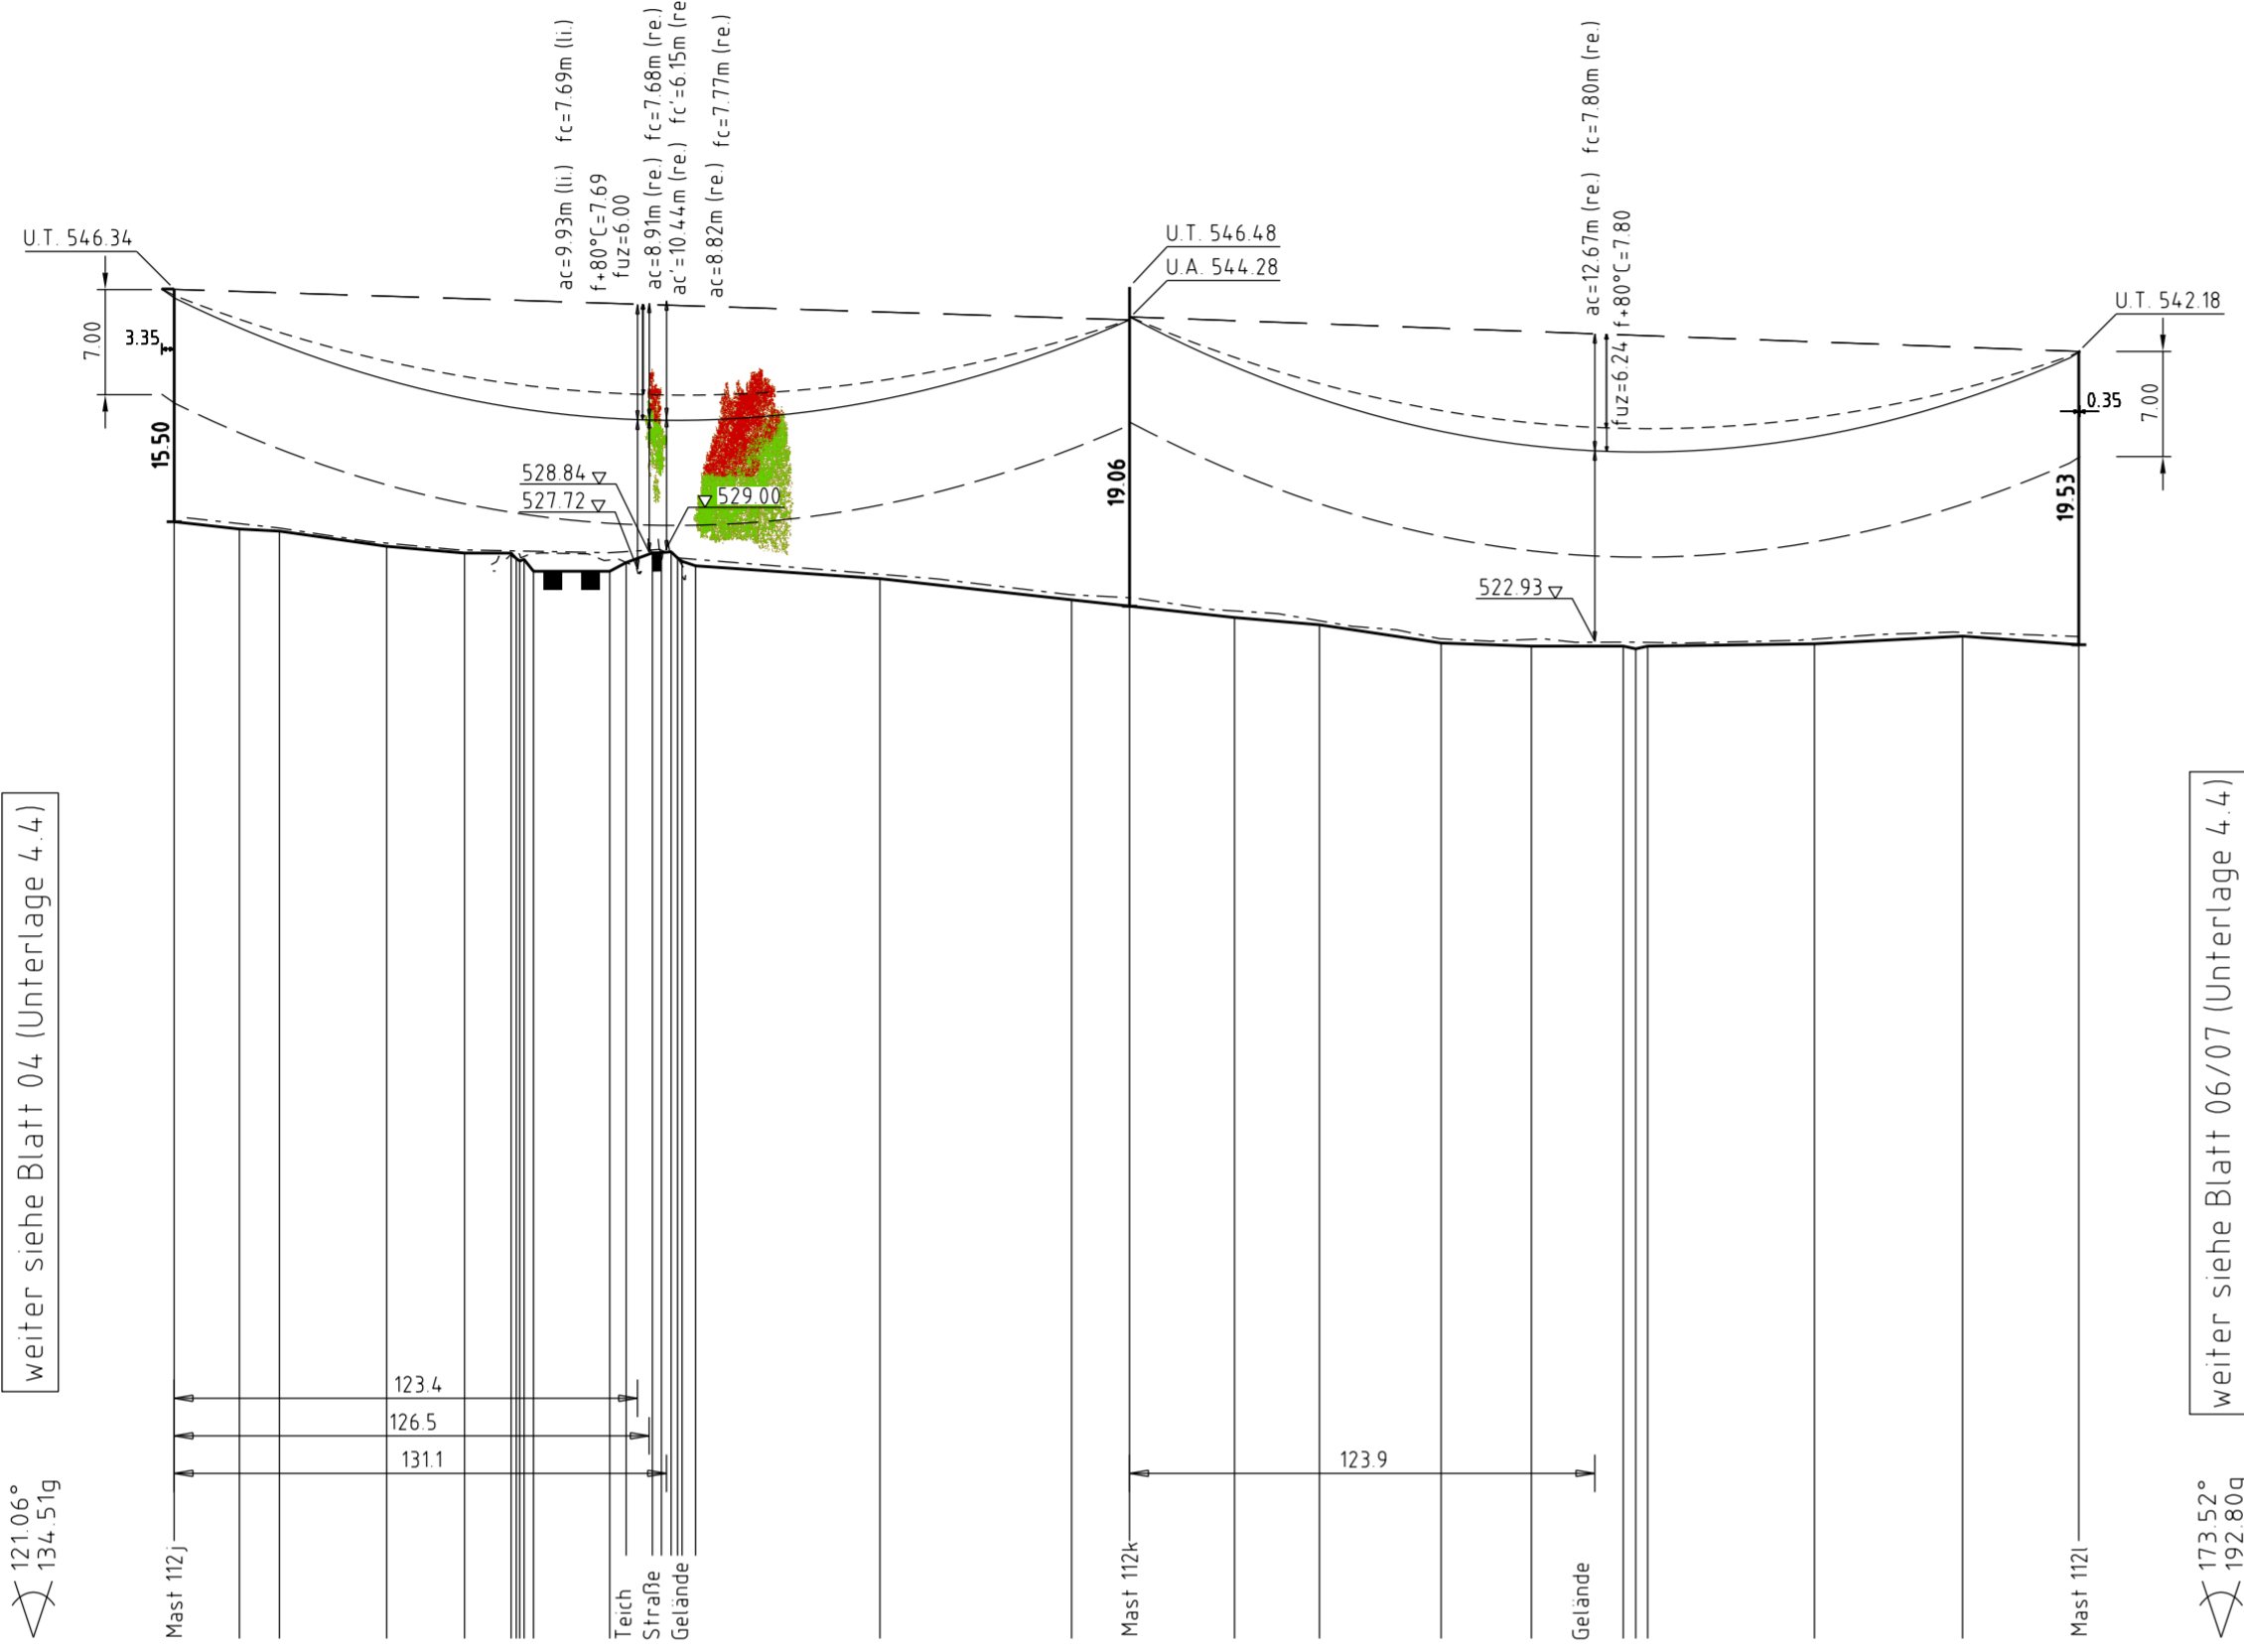 ac=9.93m (li.) fc=7.69m (li.)
f+80°C=7.69
fuz=6.00
ac=8.91m (re.) fc=7.68m (re.)
ac'=10.44m (re.) fc'=6.15m (re
ac=8.82m (re.) fc=7.77m (re.)
ac=12.67m (re.) fc=7.80m (re.)
fuz=6.24 f+80°C=7.80
U.T. 546.34
U.T. 546.48
U.A. 544.28
U.T. 542.18
7.00
3.35
15.50
528.84
527.72
529.00
19.06
522.93
0.35
7.00
19.53
weiter siehe Blatt 04 (Unterlage 4.4)
weiter siehe Blatt 06/07 (Unterlage 4.4)
123.4
126.5
131.1
123.9
121.06°
134.51g
Mast 112j
Teich
Straße
Gelände
Mast 112k
Gelände
Mast 112l
173.52°
192.80g